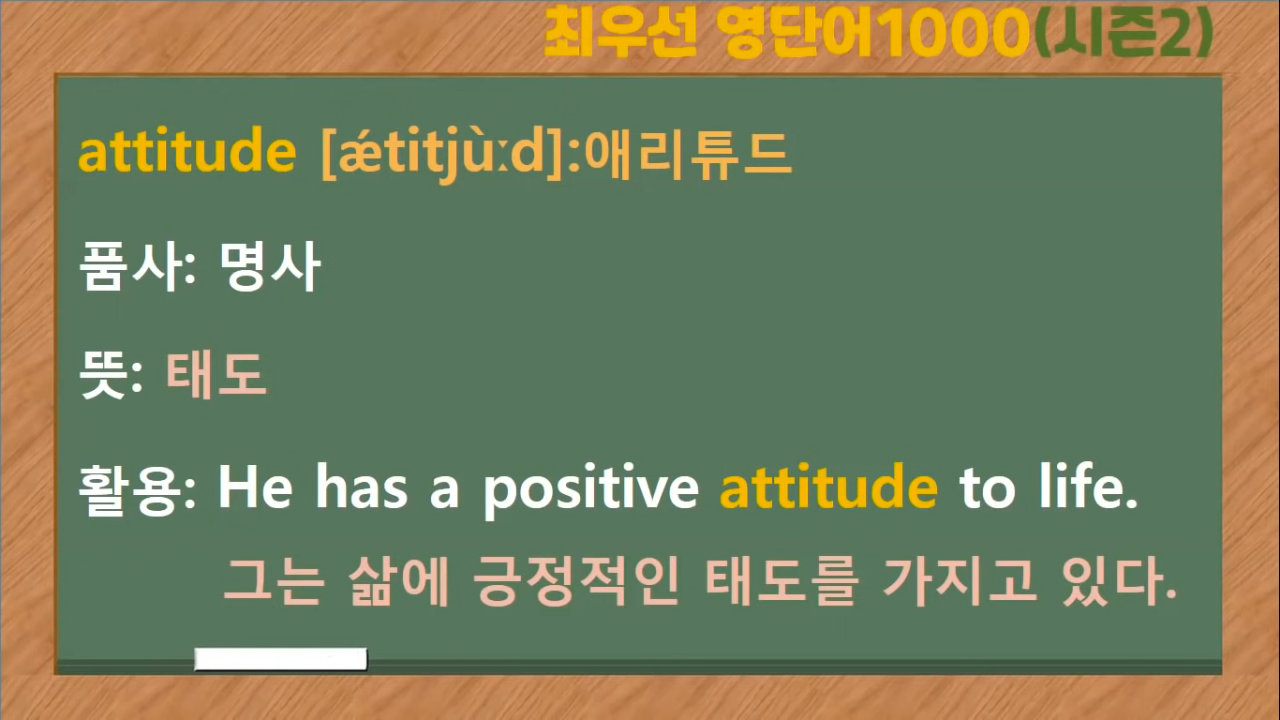 최우선 영단어1000(시즌2)
attitude [ǽtitjùːd]:애리튜드
품사: 명사
뜻: 태도
활용: He has a positive attitude to life.
그는 삶에 긍정적인 태도를 가지고 있다.